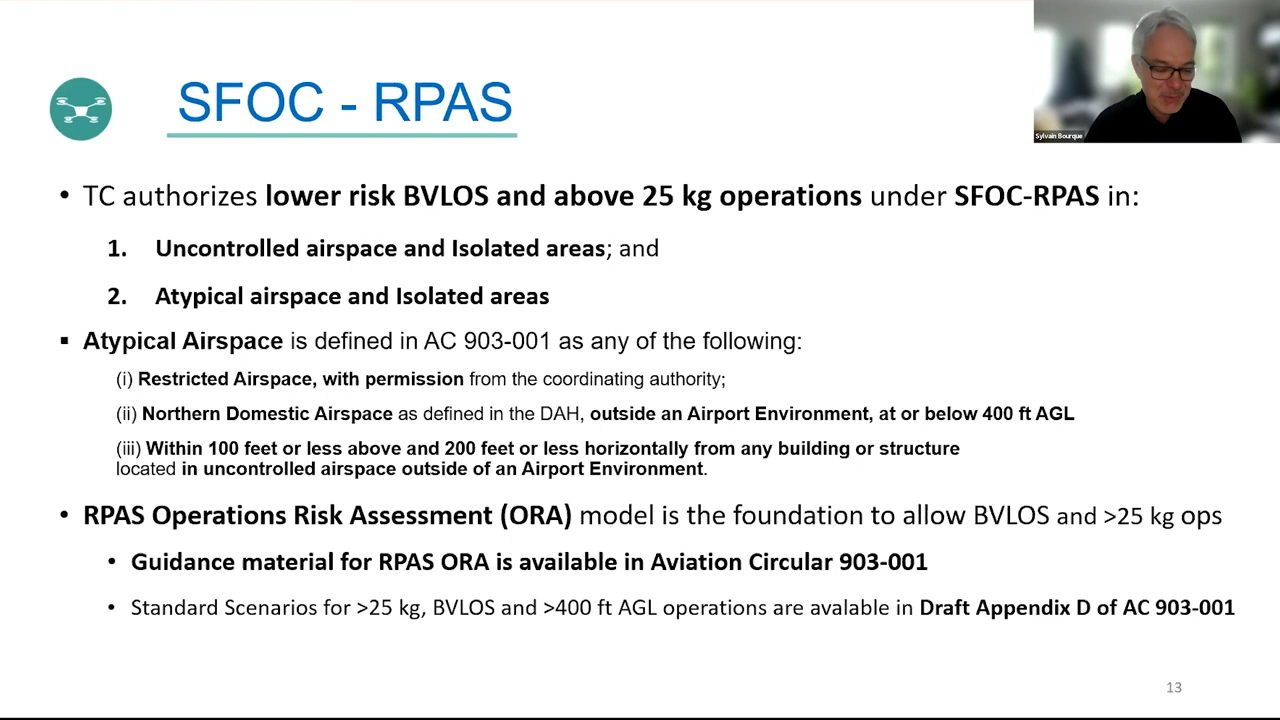 SFOC - RPAS
Sylvain Bourque
• TC authorizes lower risk BVLOS and above 25 kg operations under SFOC-RPAS in:
1. Uncontrolled airspace and Isolated areas; and
2. Atypical airspace and Isolated areas
▪ Atypical Airspace is defined in AC 903-001 as any of the following:
(i) Restricted Airspace, with permission from the coordinating authority;
(ii) Northern Domestic Airspace as defined in the DAH, outside an Airport Environment, at or below 400 ft AGL
(iii) Within 100 feet or less above and 200 feet or less horizontally from any building or structure
located in uncontrolled airspace outside of an Airport Environment.
• RPAS Operations Risk Assessment (ORA) model is the foundation to allow BVLOS and >25 kg ops
• Guidance material for RPAS ORA is available in Aviation Circular 903-001
• Standard Scenarios for >25 kg, BVLOS and >400 ft AGL operations are avalable in Draft Appendix D of AC 903-001
13